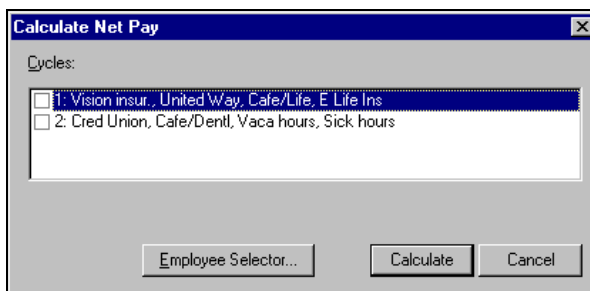 Calculate Net Pay
Cycles:
1: Vision insur., United Way, Cafe/Life, E Life Ins
2: Cred Union, Cafe/Dentl, Vaca hours, Sick hours
Employee Selector... Calculate Cancel